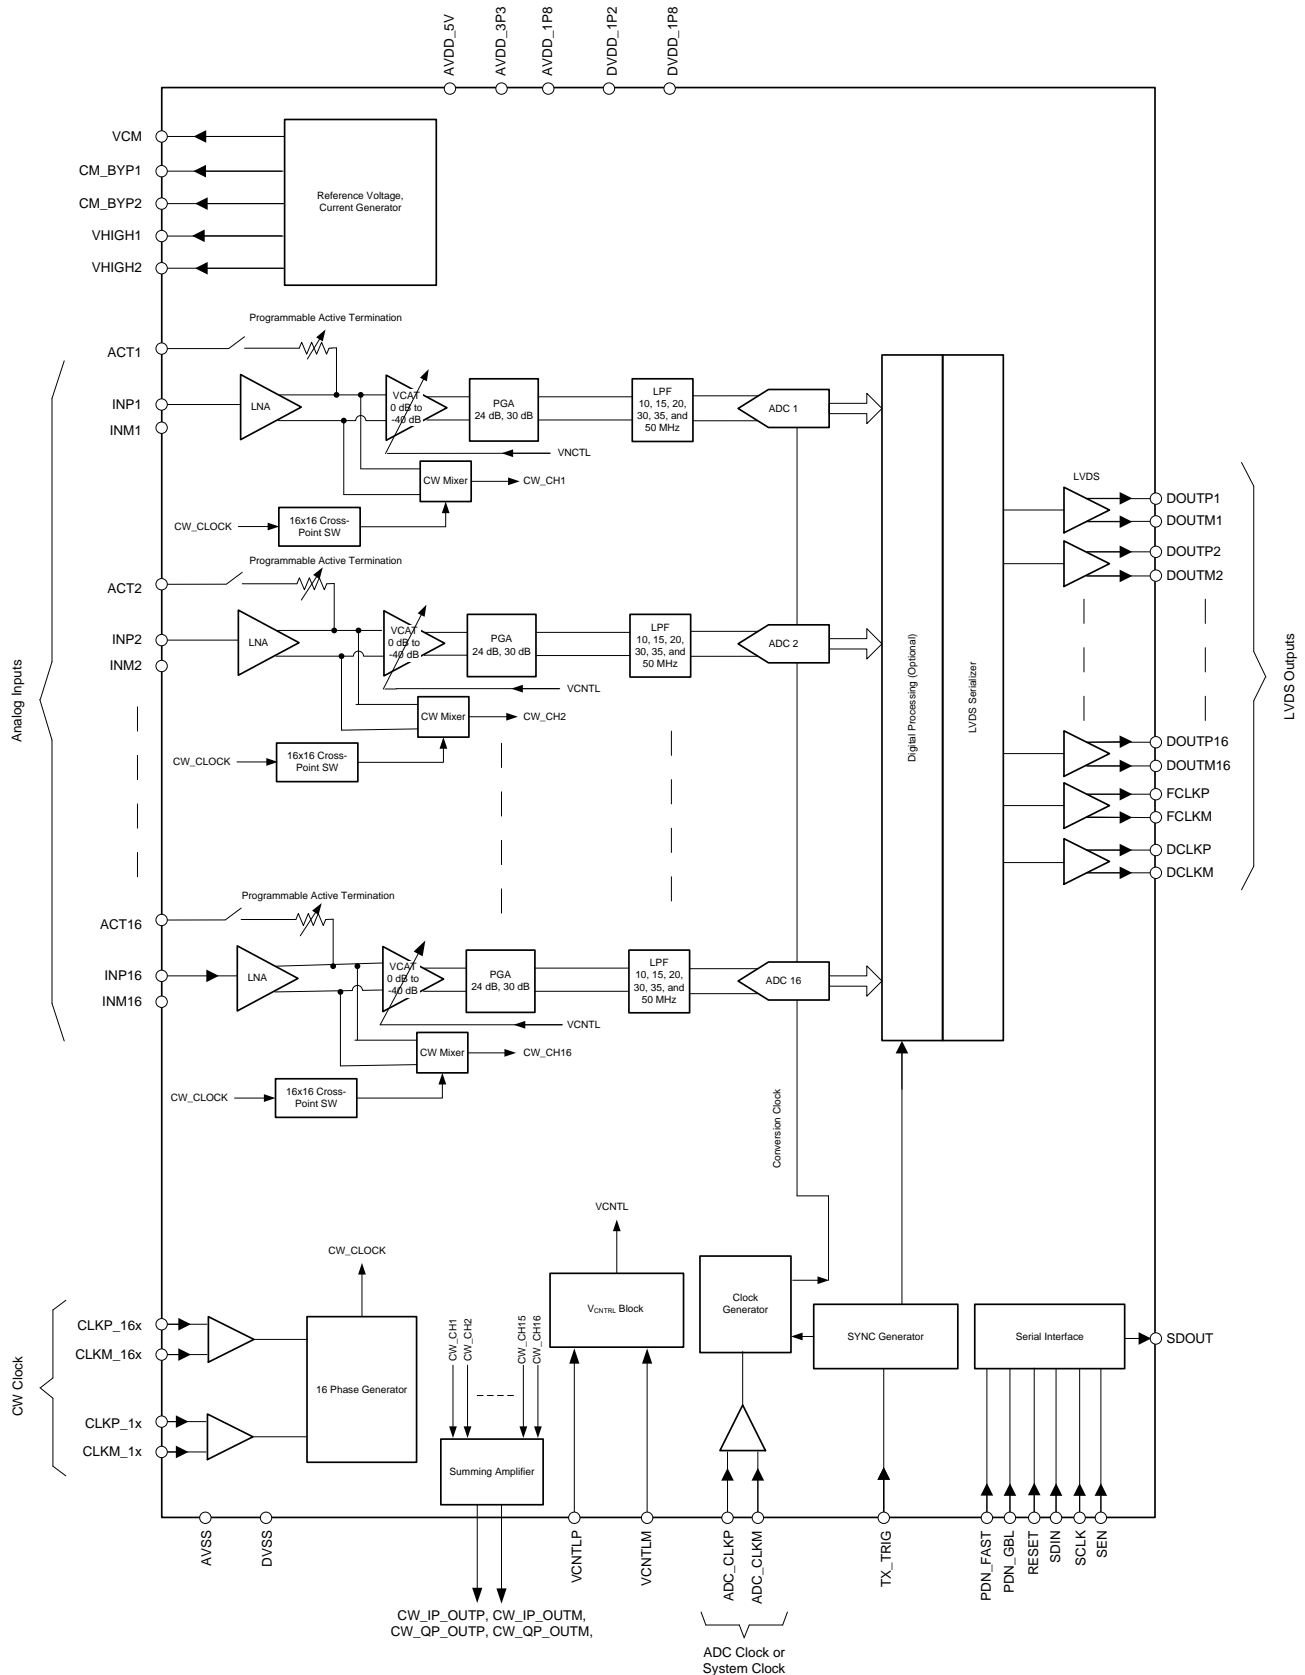 AVDD_5V
AVDD_3P3
AVDD_1P8
DVDD_1P2
DVDD_1P8
VCM
CM_BYP1
CM_BYP2
VHIGH1
VHIGH2
Reference Voltage,
Current Generator
Programmable Active Termination
ACT1
INP1
INM1
LNA
VCAT
0 dB to
-40 dB
PGA
24 dB, 30 dB
LPF
10, 15, 20,
30, 35, and
50 MHz
ADC 1
VNCTL
CW Mixer
CW_CH1
CW_CLOCK
16x16 Cross-
Point SW
Programmable Active Termination
ACT2
INP2
INM2
LNA
VCAT
0 dB to
-40 dB
PGA
24 dB, 30 dB
LPF
10, 15, 20,
30, 35, and
50 MHz
ADC 2
VCNTL
CW Mixer
CW_CH2
CW_CLOCK
16x16 Cross-
Point SW
Analog Inputs
Programmable Active Termination
ACT16
INP16
INM16
LNA
VCAT
0 dB to
-40 dB
PGA
24 dB, 30 dB
LPF
10, 15, 20,
30, 35, and
50 MHz
ADC 16
VCNTL
CW Mixer
CW_CH16
CW_CLOCK
16x16 Cross-
Point SW
Digital Processing (Optional)
LVDS Serializer
LVDS
DOUTP1
DOUTM1
DOUTP2
DOUTM2
DOUTP16
DOUTM16
FCLKP
FCLKM
DCLKP
DCLKM
LVDS Outputs
Conversion Clock
CW_CLOCK
CW Clock
CLKP_16x
CLKM_16x
CLKP_1x
CLKM_1x
16 Phase Generator
CW_CH1
CW_CH2
CW_CH15
CW_CH16
Summing Amplifier
VCNTL
VCNTRL Block
Clock
Generator
SYNC Generator
Serial Interface
SDOUT
AVSS
DVSS
VCNTLP
VCNTLM
ADC_CLKP
ADC_CLKM
TX_TRIG
PDN_FAST
PDN_GBL
RESET
SDIN
SCLK
SEN
CW_IP_OUTP, CW_IP_OUTM,
CW_QP_OUTP, CW_QP_OUTM,
ADC Clock or
System Clock